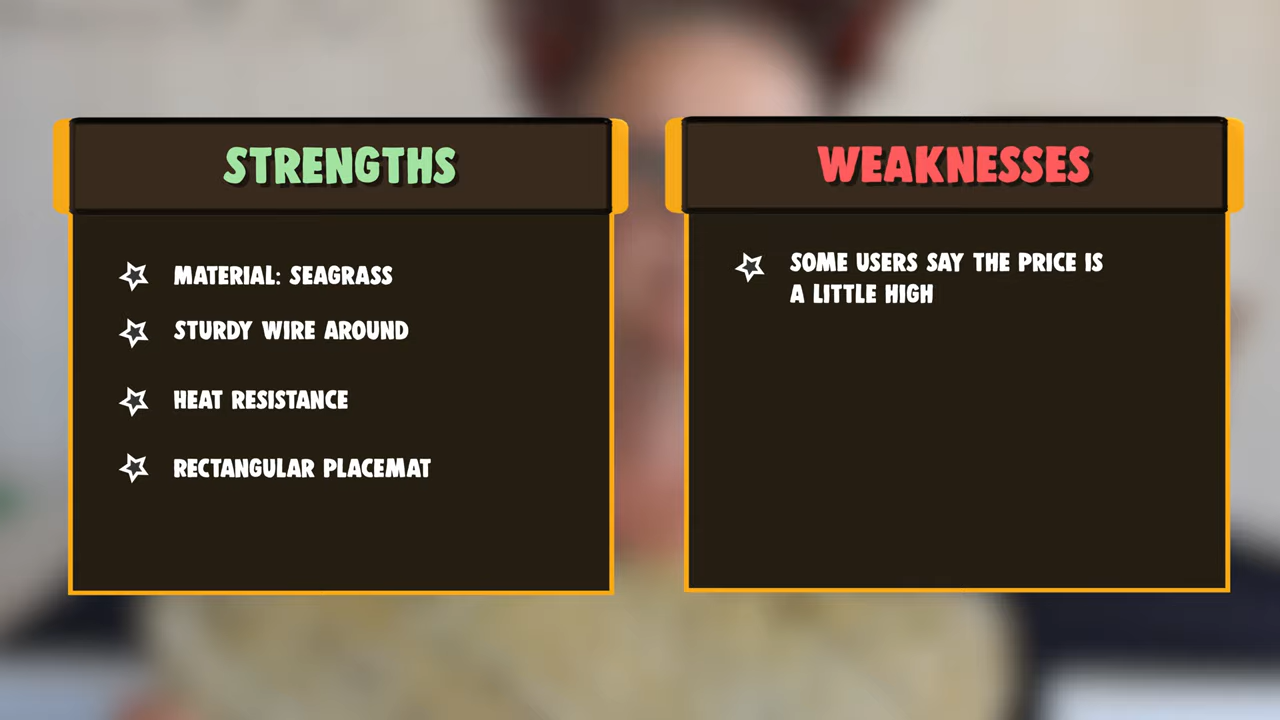 STRENGTHS
MATERIAL: SEAGRASS
STURDY WIRE AROUND
HEAT RESISTANCE
RECTANGULAR PLACEMAT
WEAKNESSES
SOME USERS SAY THE PRICE IS
A LITTLE HIGH